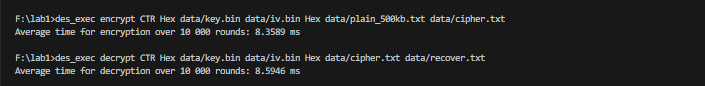 F:\lab1>des_exec encrypt CTR Hex data/key.bin data/iv.bin Hex data/plain_500kb.txt data/cipher.txt
Average time for encryption over 10 000 rounds: 8.3589 ms
F:\lab1>des_exec decrypt CTR Hex data/key.bin data/iv.bin Hex data/cipher.txt data/recover.txt
Average time for decryption over 10 000 rounds: 8.5946 ms